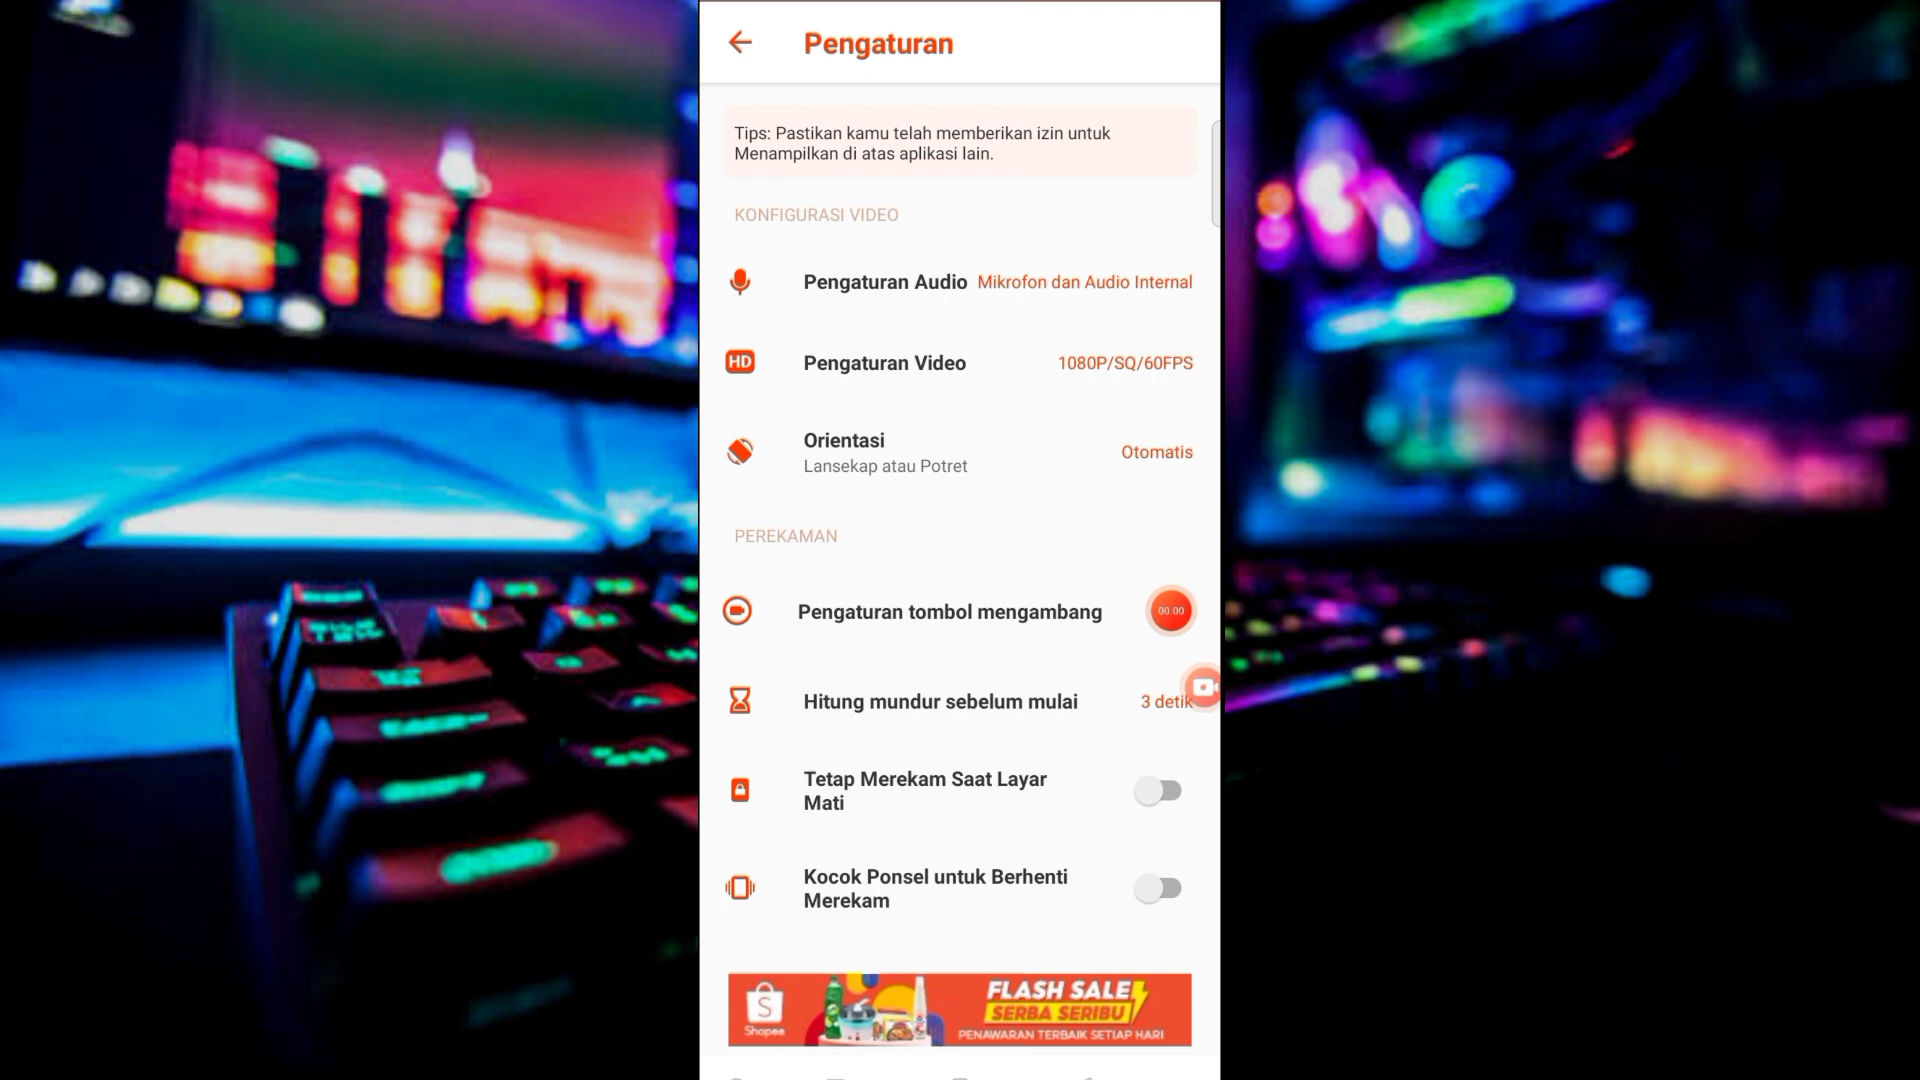 Pengaturan
Tips: Pastikan kamu telah memberikan izin untuk
Menampilkan di atas aplikasi lain.
KONFIGURASI VIDEO
Pengaturan Audio Mikrofon dan Audio Internal
HD Pengaturan Video 1080P/SQ/60FPS
Orientasi Otomatis
Lansekap atau Potret
PEREKAMAN
Pengaturan tombol mengambang 00.00
Hitung mundur sebelum mulai 3 detik
Tetap Merekam Saat Layar
Mati
Kocok Ponsel untuk Berhenti
Merekam
S
Shopee
FLASH SALE
SERBA SERIBU
PENAWARAN TERBAIK SETIAP HARI